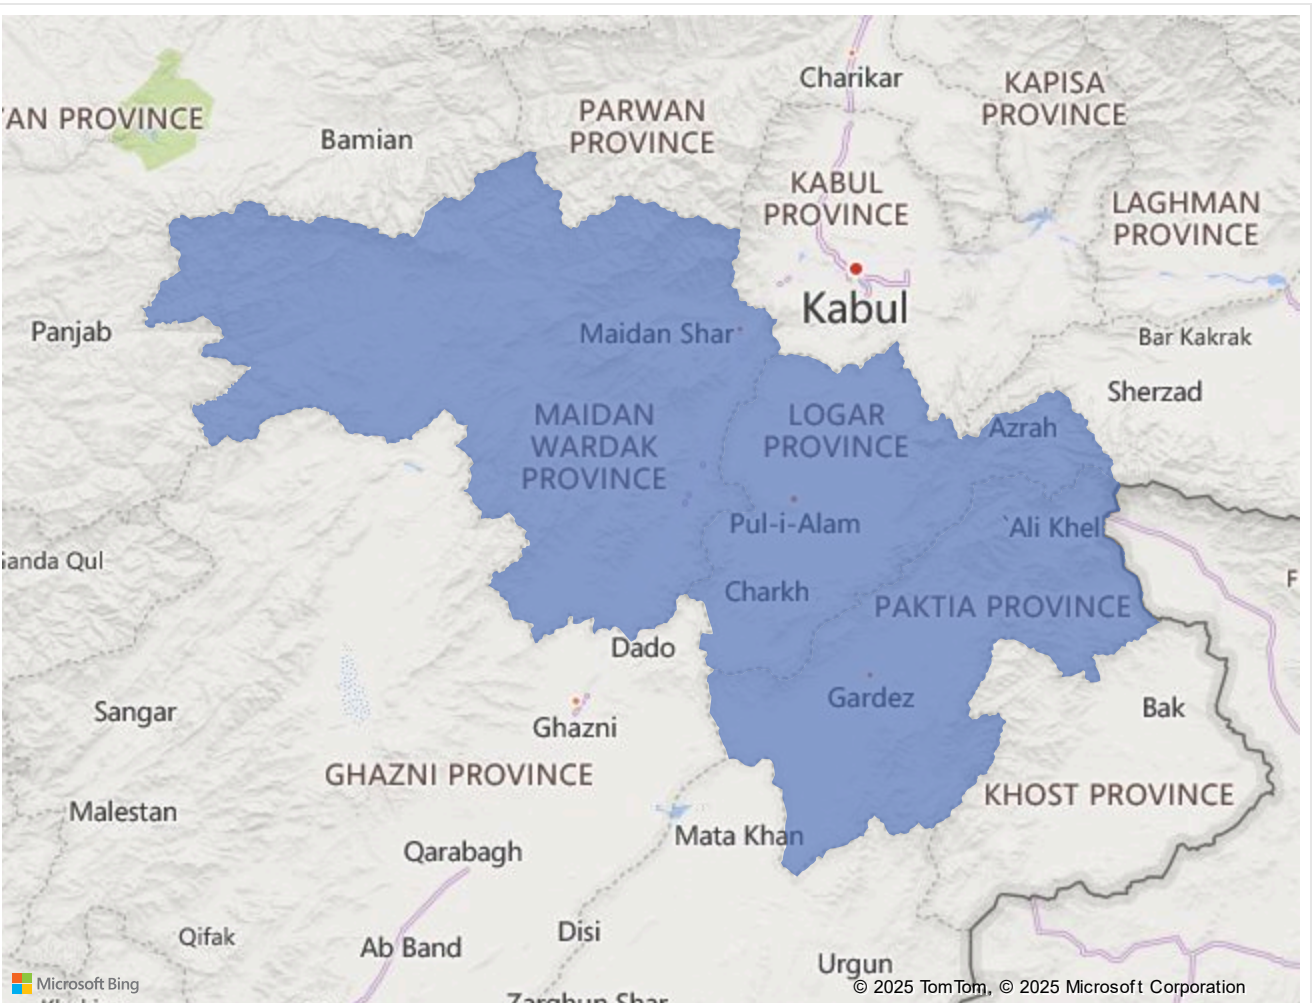 Charikar
KAPISA
PROVINCE
PARWAN
PROVINCE
AN PROVINCE
Bamian
KABUL
PROVINCE
LAGHMAN
PROVINCE
Kabul
Panjab
Maidan Shar
Bar Kakrak
Sherzad
MAIDAN
WARDAK
PROVINCE
LOGAR
PROVINCE
Azrah
Pul-i-Alam
`Ali Khel
Ganda Qul
F
Charkh
PAKTIA PROVINCE
Dado
Gardez
Sangar
Bak
Ghazni
GHAZNI PROVINCE
KHOST PROVINCE
Malestan
Mata Khan
Qarabagh
Qifak
Ab Band
Disi
Urgun
Microsoft Bing
© 2025 TomTom, © 2025 Microsoft Corporation
Zarghun Shar